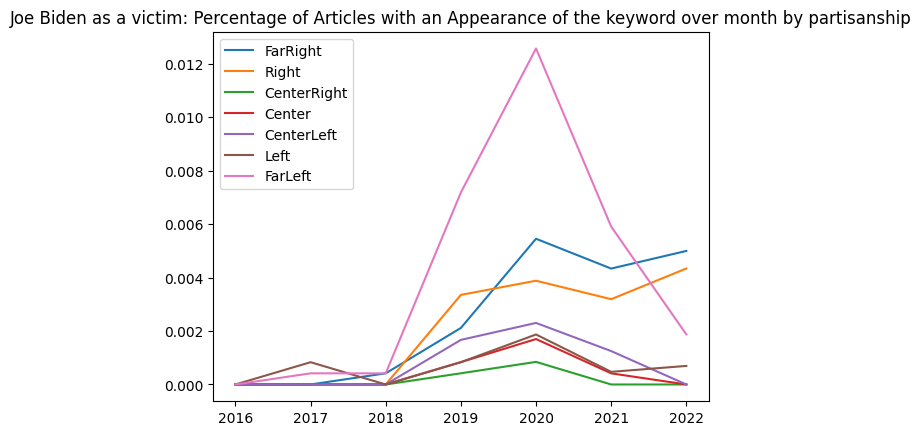 Joe Biden as a victim: Percentage of Articles with an Appearance of the keyword over month by partisanship
FarRight
Right
CenterRight
Center
CenterLeft
Left
FarLeft
0.012
0.010
0.008
0.006
0.004
0.002
0.000
2016 2017 2018 2019 2020 2021 2022